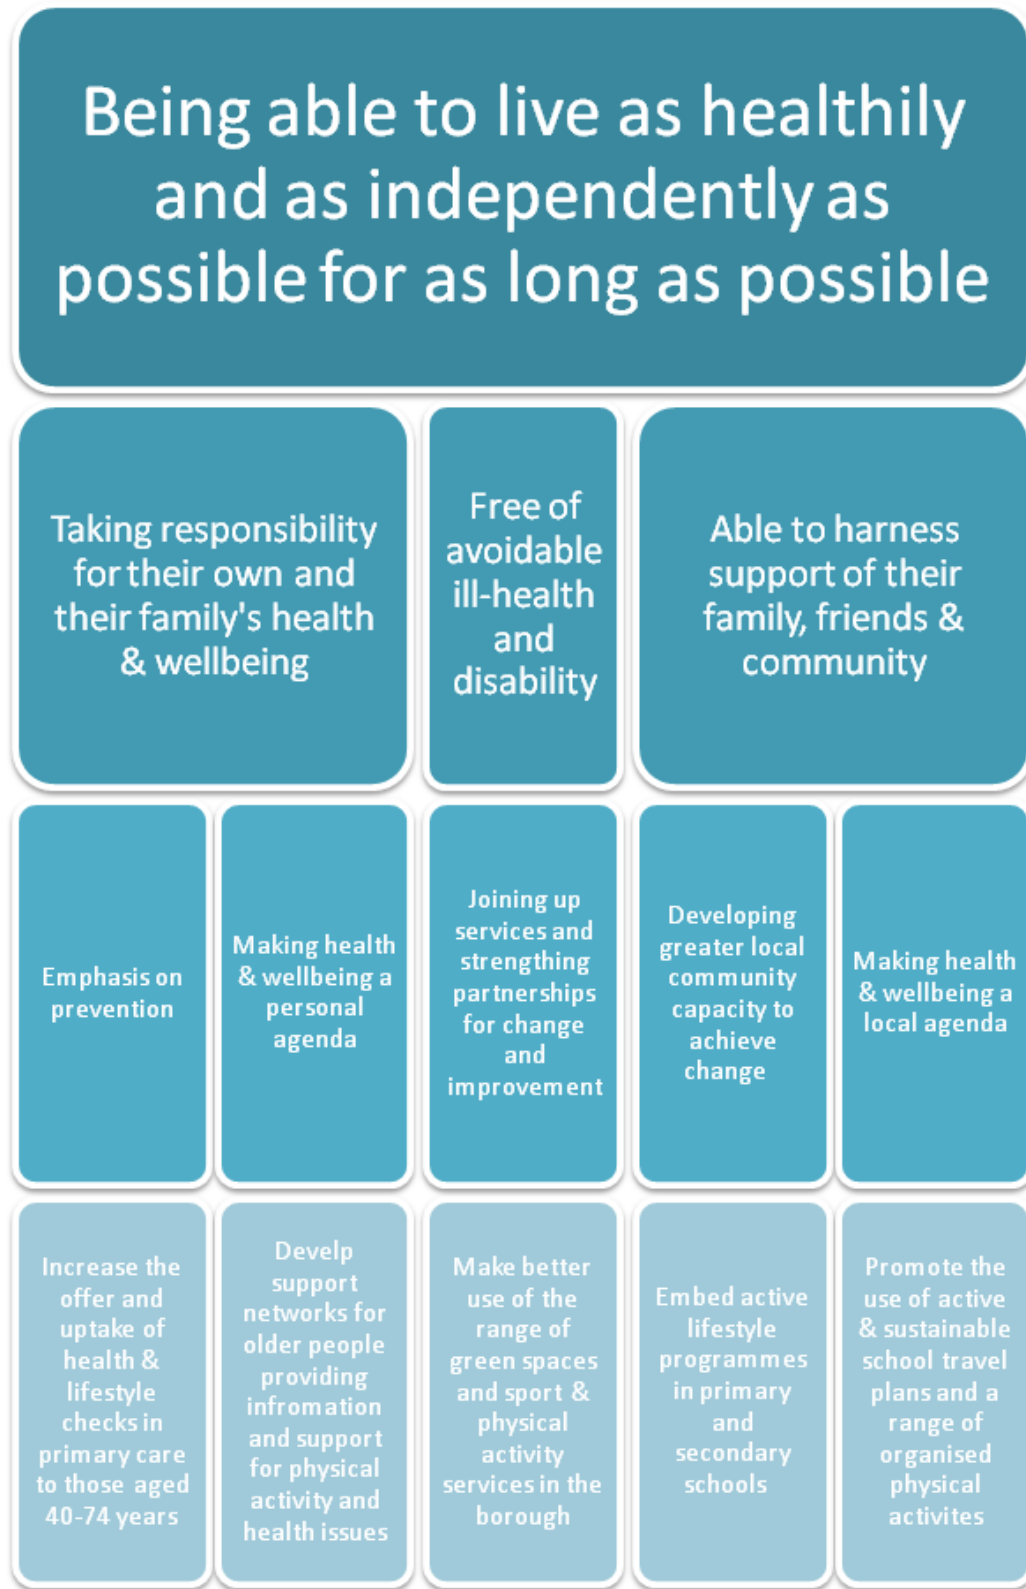 Being able to live as healthily
and as independently as
possible for as long as possible
Taking responsibility
for their own and
their family's health
& wellbeing
Free of
avoidable
ill-health
and
disability
Able to harness
support of their
family, friends &
community
Emphasis on
prevention
Making health
& wellbeing a
personal
agenda
Joining up
services and
strengthing
partnerships
for change
and
improvement
Developing
greater local
community
capacity to
achieve
change
Making health
& wellbeing a
local agenda
Increase the
offer and
uptake of
health &
lifestyle
checks in
primary care
to those aged
40-74 years
Develp
support
networks for
older people
providing
infromation
and support
for physical
activity and
health issues
Make better
use of the
range of
green spaces
and sport &
physical
activity
services in the
borough
Embed active
lifestyle
programmes
in primary
and
secondary
schools
Promote the
use of active
& sustainable
school travel
plans and a
range of
organised
physical
activites